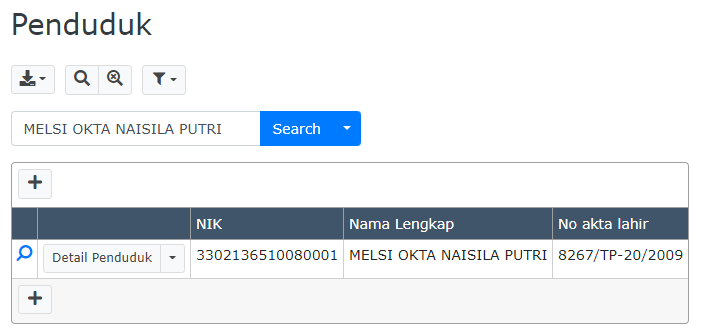 Penduduk
MELSI OKTA NAISILA PUTRI Search
NIK Nama Lengkap No akta lahir
Detail Penduduk 3302136510080001 MELSI OKTA NAISILA PUTRI 8267/TP-20/2009